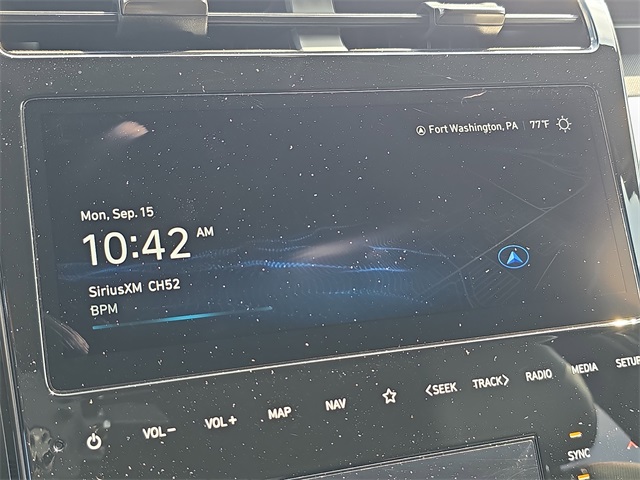 Fort Washington, PA 77°F
Mon, Sep. 15
10:42 AM
SiriusXM CH52
BPM
VOL− VOL+ MAP NAV <SEEK TRACK> RADIO MEDIA SETUP
SYNC